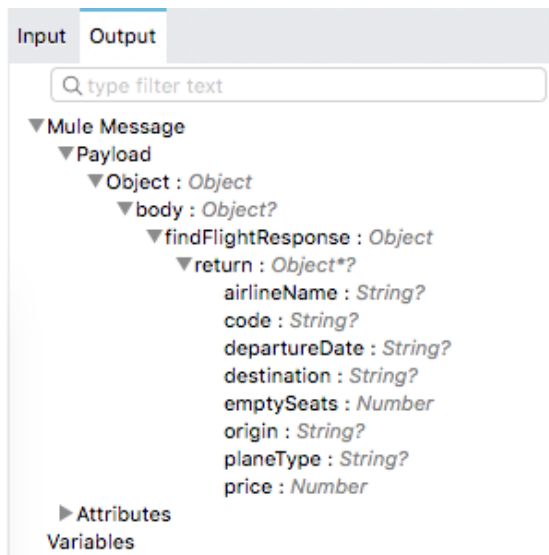 Input Output
type filter text
Mule Message
Payload
Object : Object
body : Object?
findFlightResponse : Object
return : Object*?
airlineName : String?
code : String?
departureDate : String?
destination : String?
emptySeats : Number
origin : String?
planeType : String?
price : Number
Attributes
Variables